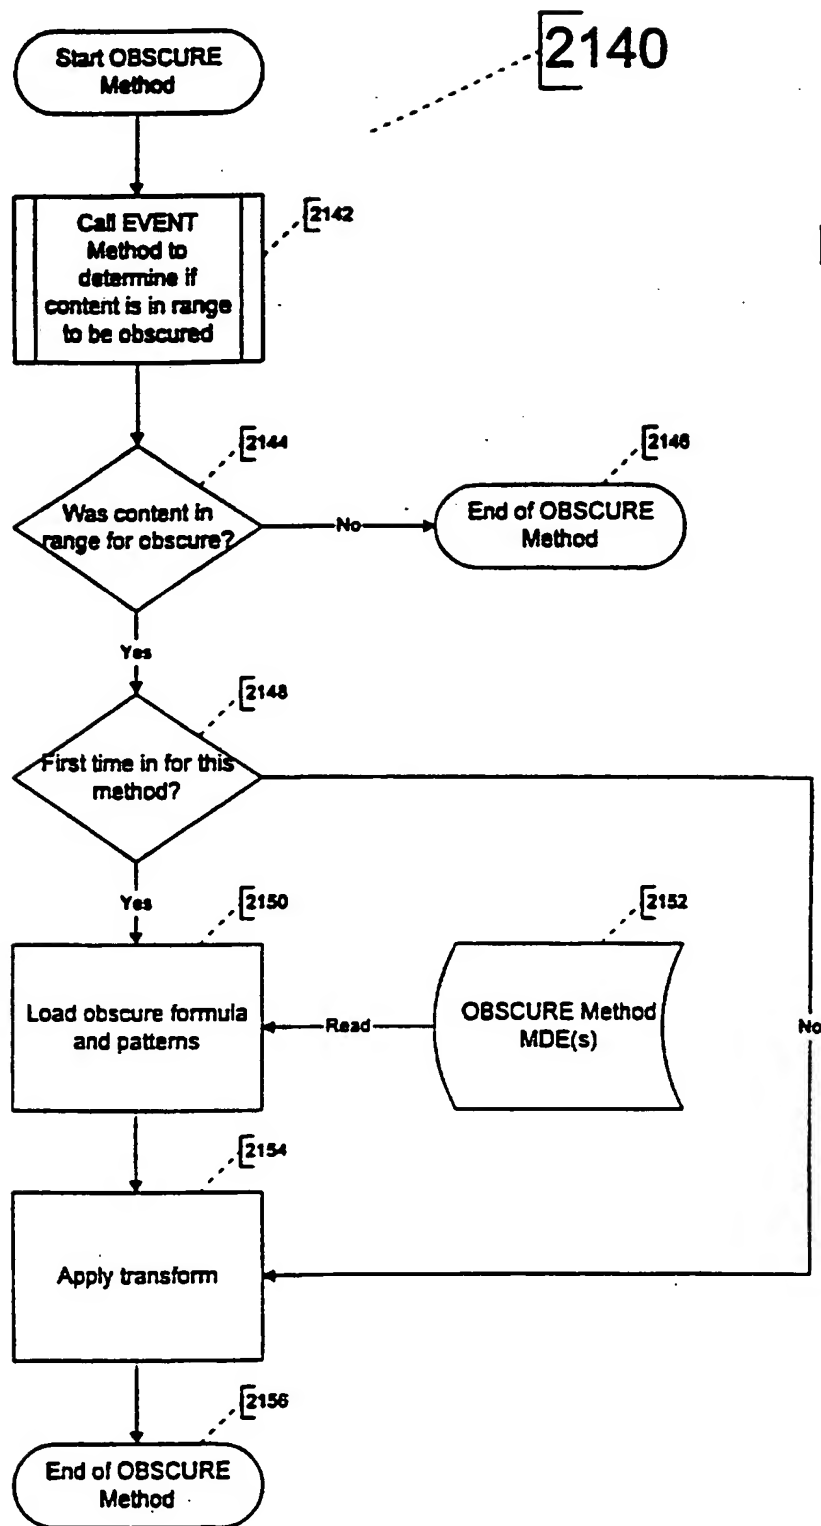 2140
Start OBSCURE
Method
2142
Call EVENT
Method to
determine if
content is in range
to be obscured
2144
Was content in
range for obscure?
No
2146
End of OBSCURE
Method
Yes
2148
First time in for this
method?
Yes
2150
Load obscure formula
and patterns
Read
2152
OBSCURE Method
MDE(s)
No
2154
Apply transform
2156
End of OBSCURE
Method